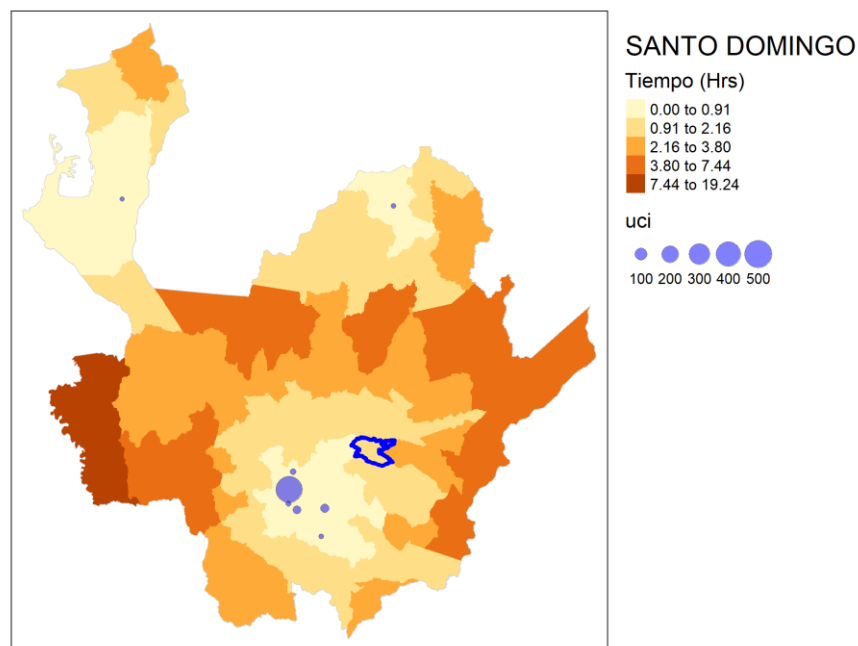 SANTO DOMINGO
Tiempo (Hrs)
0.00 to 0.91
0.91 to 2.16
2.16 to 3.80
3.80 to 7.44
7.44 to 19.24
uci
100 200 300 400 500